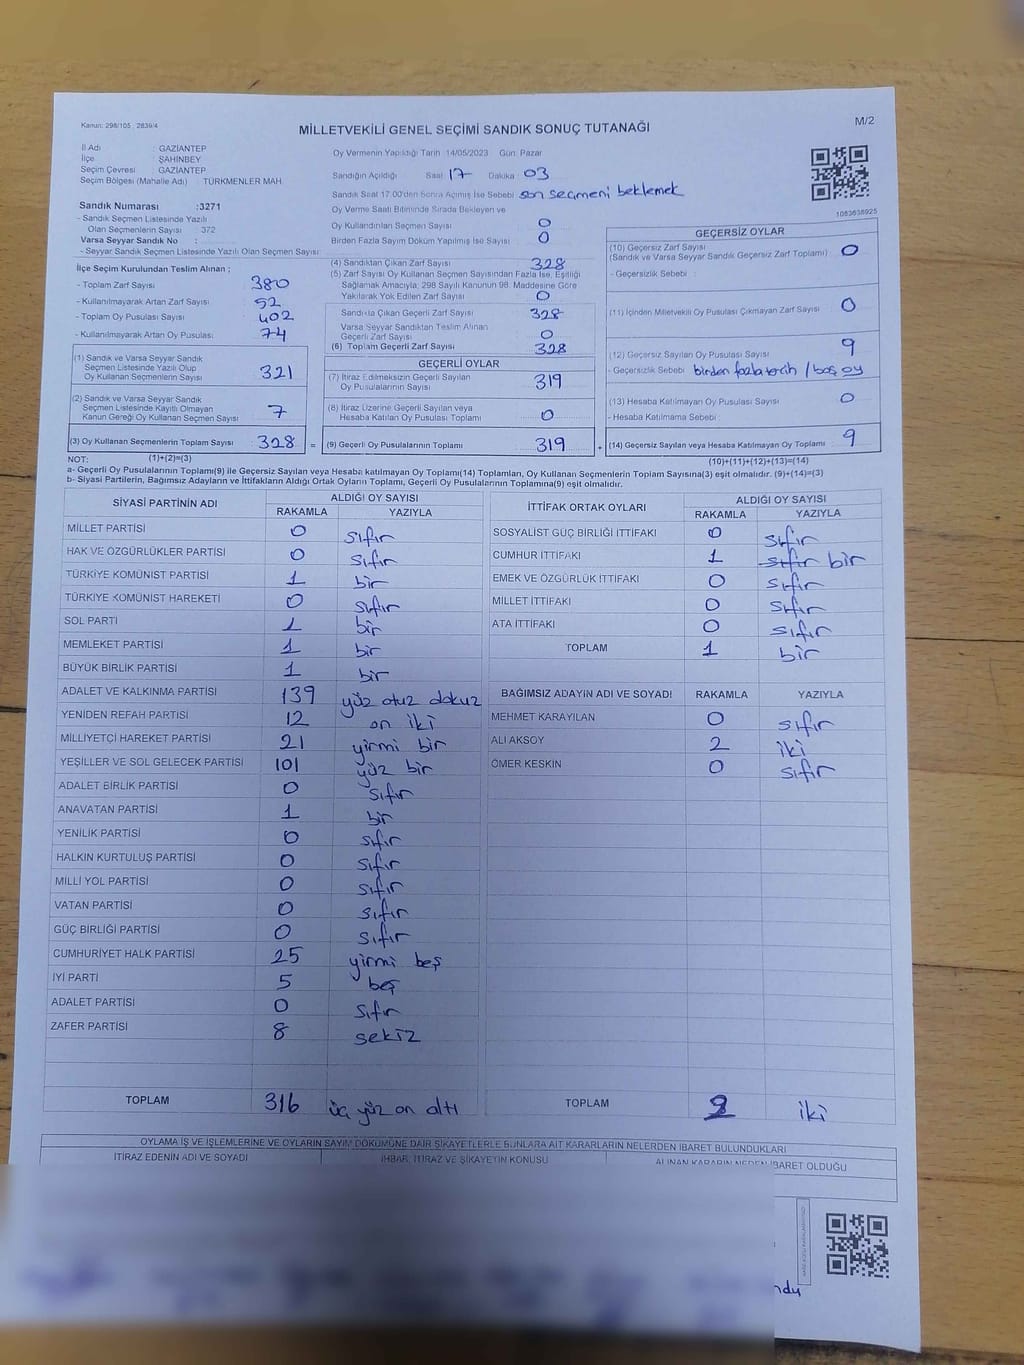 Kanun: 298/105 2839/4
MİLLETVEKİLİ GENEL SEÇİMİ SANDIK SONUÇ TUTANAĞI
M/2
İl Adı : GAZİANTEP
İlçe : ŞAHİNBEY
Seçim Çevresi : GAZİANTEP
Seçim Bölgesi (Mahalle Adı) : TÜRKMENLER MAH.
Sandık Numarası :3271
- Sandık Seçmen Listesinde Yazılı
Olan Seçmenlerin Sayısı : 372
Varsa Seyyar Sandık No :
- Seyyar Sandık Seçmen Listesinde Yazılı Olan Seçmen Sayısı
İlçe Seçim Kurulundan Teslim Alınan ;
- Toplam Zarf Sayısı 380
- Kullanılmayarak Artan Zarf Sayısı 52
- Toplam Oy Pusulası Sayısı 402
- Kullanılmayarak Artan Oy Pusulası 74
(1) Sandık ve Varsa Seyyar Sandık
Seçmen Listesinde Yazılı Olup
Oy Kullanan Seçmenlerin Sayısı 321
(2) Sandık ve Varsa Seyyar Sandık
Seçmen Listesinde Kayıtlı Olmayan
Kanun Gereği Oy Kullanan Seçmen Sayısı 7
(3) Oy Kullanan Seçmenlerin Toplam Sayısı 328 =
Oy Vermenin Yapıldığı Tarih :14/05/2023 Gün: Pazar
Sandığın Açıldığı Saat 17 Dakika 03
Sandık Saat 17.00'den Sonra Açılmış İse Sebebi son seçmeni beklemek
Oy Verme Saati Bitiminde Sırada Bekleyen ve
Oy Kullandırılan Seçmen Sayısı 0
Birden Fazla Sayım Döküm Yapılmış İse Sayısı 0
(4) Sandıktan Çıkan Zarf Sayısı 328
(5) Zarf Sayısı Oy Kullanan Seçmen Sayısından Fazla İse, Eşitliği
Sağlamak Amacıyla, 298 Sayılı Kanunun 98. Maddesine Göre
Yakılarak Yok Edilen Zarf Sayısı 0
Sandıkta Çıkan Geçerli Zarf Sayısı 328
Varsa Seyyar Sandıktan Teslim Alınan
Geçerli Zarf Sayısı 0
(6) Toplam Geçerli Zarf Sayısı 328
GEÇERLİ OYLAR
(7) İtiraz Edilmeksizin Geçerli Sayılan
Oy Pusulalarının Sayısı 319
(8) İtiraz Üzerine Geçerli Sayılan veya
Hesaba Katılan Oy Pusulası Toplamı 0
(9) Geçerli Oy Pusulalarının Toplamı 319 +
1083638925
GEÇERSİZ OYLAR
(10) Geçersiz Zarf Sayısı
(Sandık ve Varsa Seyyar Sandık Geçersiz Zarf Toplamı) 0
- Geçersizlik Sebebi :
(11) İçinden Milletvekili Oy Pusulası Çıkmayan Zarf Sayısı 0
(12) Geçersiz Sayılan Oy Pusulası Sayısı 9
- Geçersizlik Sebebi birden fazla tercih / boş oy
(13) Hesaba Katılmayan Oy Pusulası Sayısı 0
- Hesaba Katılmama Sebebi :
(14) Geçersiz Sayılan veya Hesaba Katılmayan Oy Toplamı 9
NOT: (1)+(2)=(3)
(10)+(11)+(12)+(13)=(14)
a- Geçerli Oy Pusulalarının Toplamı(9) ile Geçersiz Sayılan veya Hesaba katılmayan Oy Toplamı(14) Toplamları, Oy Kullanan Seçmenlerin Toplam Sayısına(3) eşit olmalıdır. (9)+(14)=(3)
b- Siyasi Partilerin, Bağımsız Adayların ve İttifakların Aldığı Ortak Oyların Toplamı, Geçerli Oy Pusulalarının Toplamına(9) eşit olmalıdır.
SİYASİ PARTİNİN ADI ALDIĞI OY SAYISI
RAKAMLA YAZIYLA
MİLLET PARTİSİ 0 sıfır
HAK VE ÖZGÜRLÜKLER PARTİSİ 0 sıfır
TÜRKİYE KOMÜNİST PARTİSİ 1 bir
TÜRKİYE KOMÜNİST HAREKETİ 0 sıfır
SOL PARTİ 1 bir
MEMLEKET PARTİSİ 1 bir
BÜYÜK BİRLİK PARTİSİ 1 bir
ADALET VE KALKINMA PARTİSİ 139 yüz otuz dokuz
YENİDEN REFAH PARTİSİ 12 on iki
MİLLİYETÇİ HAREKET PARTİSİ 21 yirmi bir
YEŞİLLER VE SOL GELECEK PARTİSİ 101 yüz bir
ADALET BİRLİK PARTİSİ 0 sıfır
ANAVATAN PARTİSİ 1 bir
YENİLİK PARTİSİ 0 sıfır
HALKIN KURTULUŞ PARTİSİ 0 sıfır
MİLLİ YOL PARTİSİ 0 sıfır
VATAN PARTİSİ 0 sıfır
GÜÇ BİRLİĞİ PARTİSİ 0 sıfır
CUMHURİYET HALK PARTİSİ 25 yirmi beş
İYİ PARTİ 5 beş
ADALET PARTİSİ 0 sıfır
ZAFER PARTİSİ 8 sekiz
TOPLAM 316 üç yüz on altı
İTTİFAK ORTAK OYLARI ALDIĞI OY SAYISI
RAKAMLA YAZIYLA
SOSYALİST GÜÇ BİRLİĞİ İTTİFAKI 0 sıfır
CUMHUR İTTİFAKI 1 sıfır bir
EMEK VE ÖZGÜRLÜK İTTİFAKI 0 sıfır
MİLLET İTTİFAKI 0 sıfır
ATA İTTİFAKI 0 sıfır
TOPLAM 1 bir
BAĞIMSIZ ADAYIN ADI VE SOYADI RAKAMLA YAZIYLA
MEHMET KARAYILAN 0 sıfır
ALİ AKSOY 2 iki
ÖMER KESKİN 0 sıfır
TOPLAM 2 iki
OYLAMA İŞ VE İŞLEMLERİNE VE OYLARIN SAYIM DÖKÜMÜNE DAİR ŞİKAYETLERLE BUNLARA AİT KARARLARIN NELERDEN İBARET BULUNDUKLARI
İTİRAZ EDENİN ADI VE SOYADI İHBAR, İTİRAZ VE ŞİKAYETİN KONUSU ALINAN KARARIN NEDEN İBARET OLDUĞU